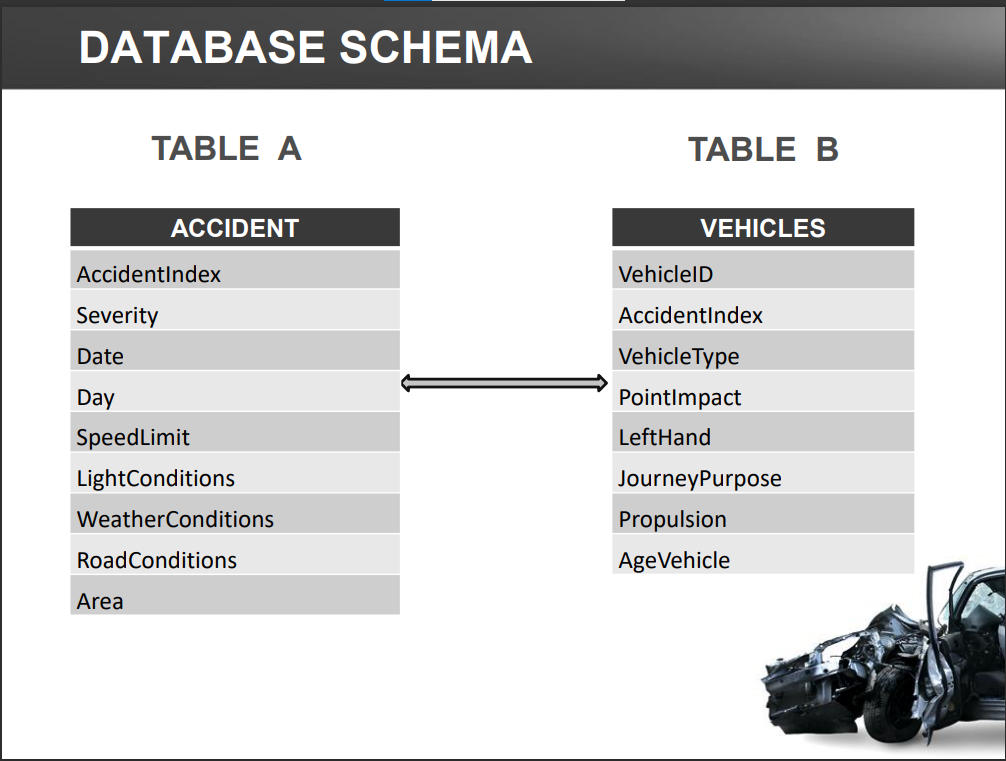 DATABASE SCHEMA
TABLE A
ACCIDENT
AccidentIndex
Severity
Date
Day
SpeedLimit
LightConditions
WeatherConditions
RoadConditions
Area
TABLE B
VEHICLES
VehicleID
AccidentIndex
VehicleType
PointImpact
LeftHand
JourneyPurpose
Propulsion
AgeVehicle